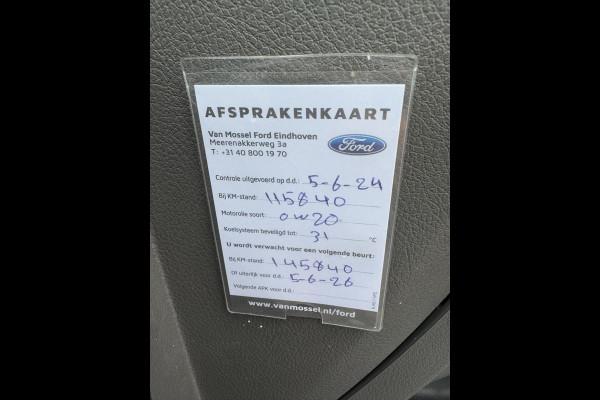 AFSPRAKENKAART
Van Mossel Ford Eindhoven
Meerenakkerweg 3a
T: +31 40 800 19 70
Ford
Controle uitgevoerd op d.d.: 5-6-24
Bij KM-stand: 115840
Motorolie soort: 0W20
Koelsysteem beveiligd tot: 31 °C
U wordt verwacht voor een volgende beurt:
Bij KM-stand: 145840
Of uiterlijk voor d.d.: 5-6-26
Volgende APK voor d.d.:
www.vanmossel.nl/ford